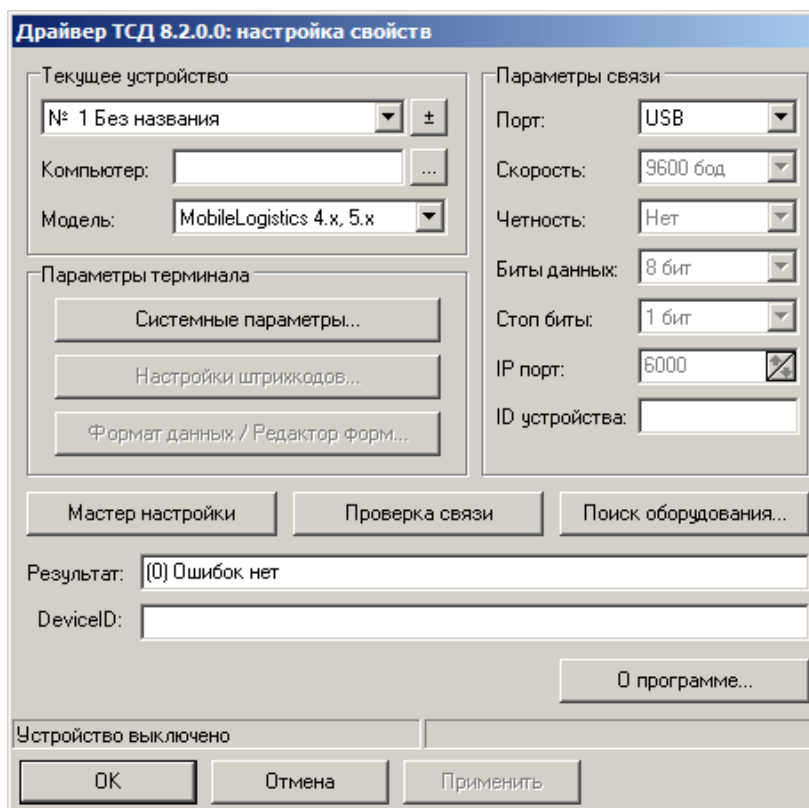 Драйвер ТСД 8.2.0.0: настройка свойств
Текущее устройство
№ 1 Без названия
±
Компьютер:
...
Модель:
MobileLogistics 4.x, 5.x
Параметры терминала
Системные параметры...
Настройки штрихкодов...
Формат данных / Редактор форм...
Параметры связи
Порт:
USB
Скорость:
9600 бод
Четность:
Нет
Биты данных:
8 бит
Стоп биты:
1 бит
IP порт:
6000
ID устройства:
Мастер настройки
Проверка связи
Поиск оборудования...
Результат:
(0) Ошибок нет
DeviceID:
О программе...
Устройство выключено
ОК
Отмена
Применить